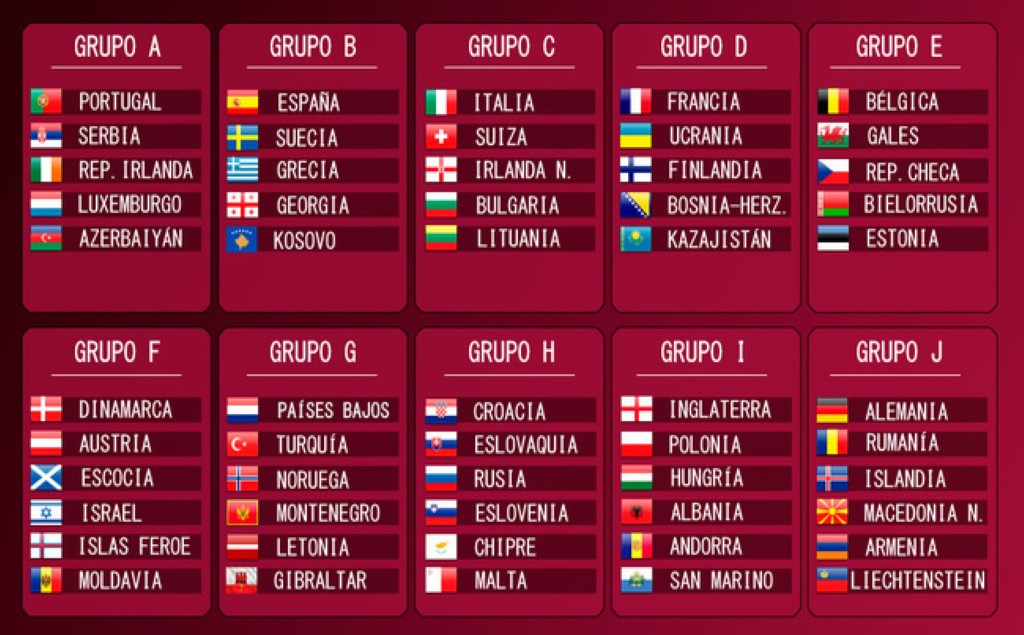 GRUPO A
PORTUGAL
SERBIA
REP. IRLANDA
LUXEMBURGO
AZERBAIYÁN
GRUPO B
ESPAÑA
SUECIA
GRECIA
GEORGIA
KOSOVO
GRUPO C
ITALIA
SUIZA
IRLANDA N.
BULGARIA
LITUANIA
GRUPO D
FRANCIA
UCRANIA
FINLANDIA
BOSNIA-HERZ.
KAZAJISTÁN
GRUPO E
BÉLGICA
GALES
REP. CHECA
BIELORRUSIA
ESTONIA
GRUPO F
DINAMARCA
AUSTRIA
ESCOCIA
ISRAEL
ISLAS FEROE
MOLDAVIA
GRUPO G
PAÍSES BAJOS
TURQUÍA
NORUEGA
MONTENEGRO
LETONIA
GIBRALTAR
GRUPO H
CROACIA
ESLOVAQUIA
RUSIA
ESLOVENIA
CHIPRE
MALTA
GRUPO I
INGLATERRA
POLONIA
HUNGRÍA
ALBANIA
ANDORRA
SAN MARINO
GRUPO J
ALEMANIA
RUMANÍA
ISLANDIA
MACEDONIA N.
ARMENIA
LIECHTENSTEIN